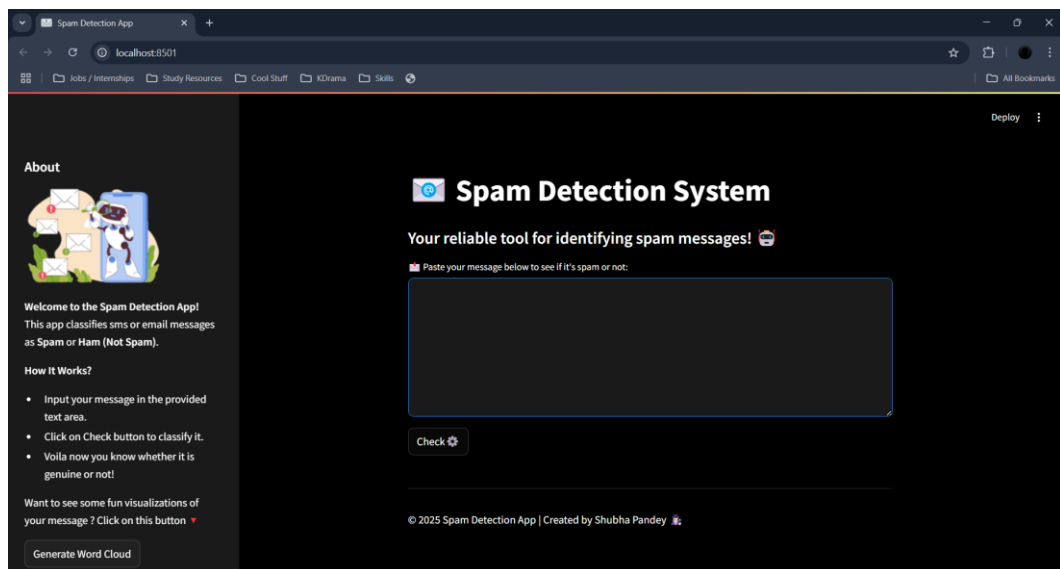 Spam Detection App
localhost:8501
Jobs / Internships
Study Resources
Cool Stuff
KDrama
Skills
All Bookmarks
Deploy
About
Welcome to the Spam Detection App!
This app classifies sms or email messages
as Spam or Ham (Not Spam).
How It Works?
Input your message in the provided
text area.
Click on Check button to classify it.
Voila now you know whether it is
genuine or not!
Want to see some fun visualizations of
your message ? Click on this button
Generate Word Cloud
Spam Detection System
Your reliable tool for identifying spam messages!
Paste your message below to see if it's spam or not:
Check
© 2025 Spam Detection App | Created by Shubha Pandey